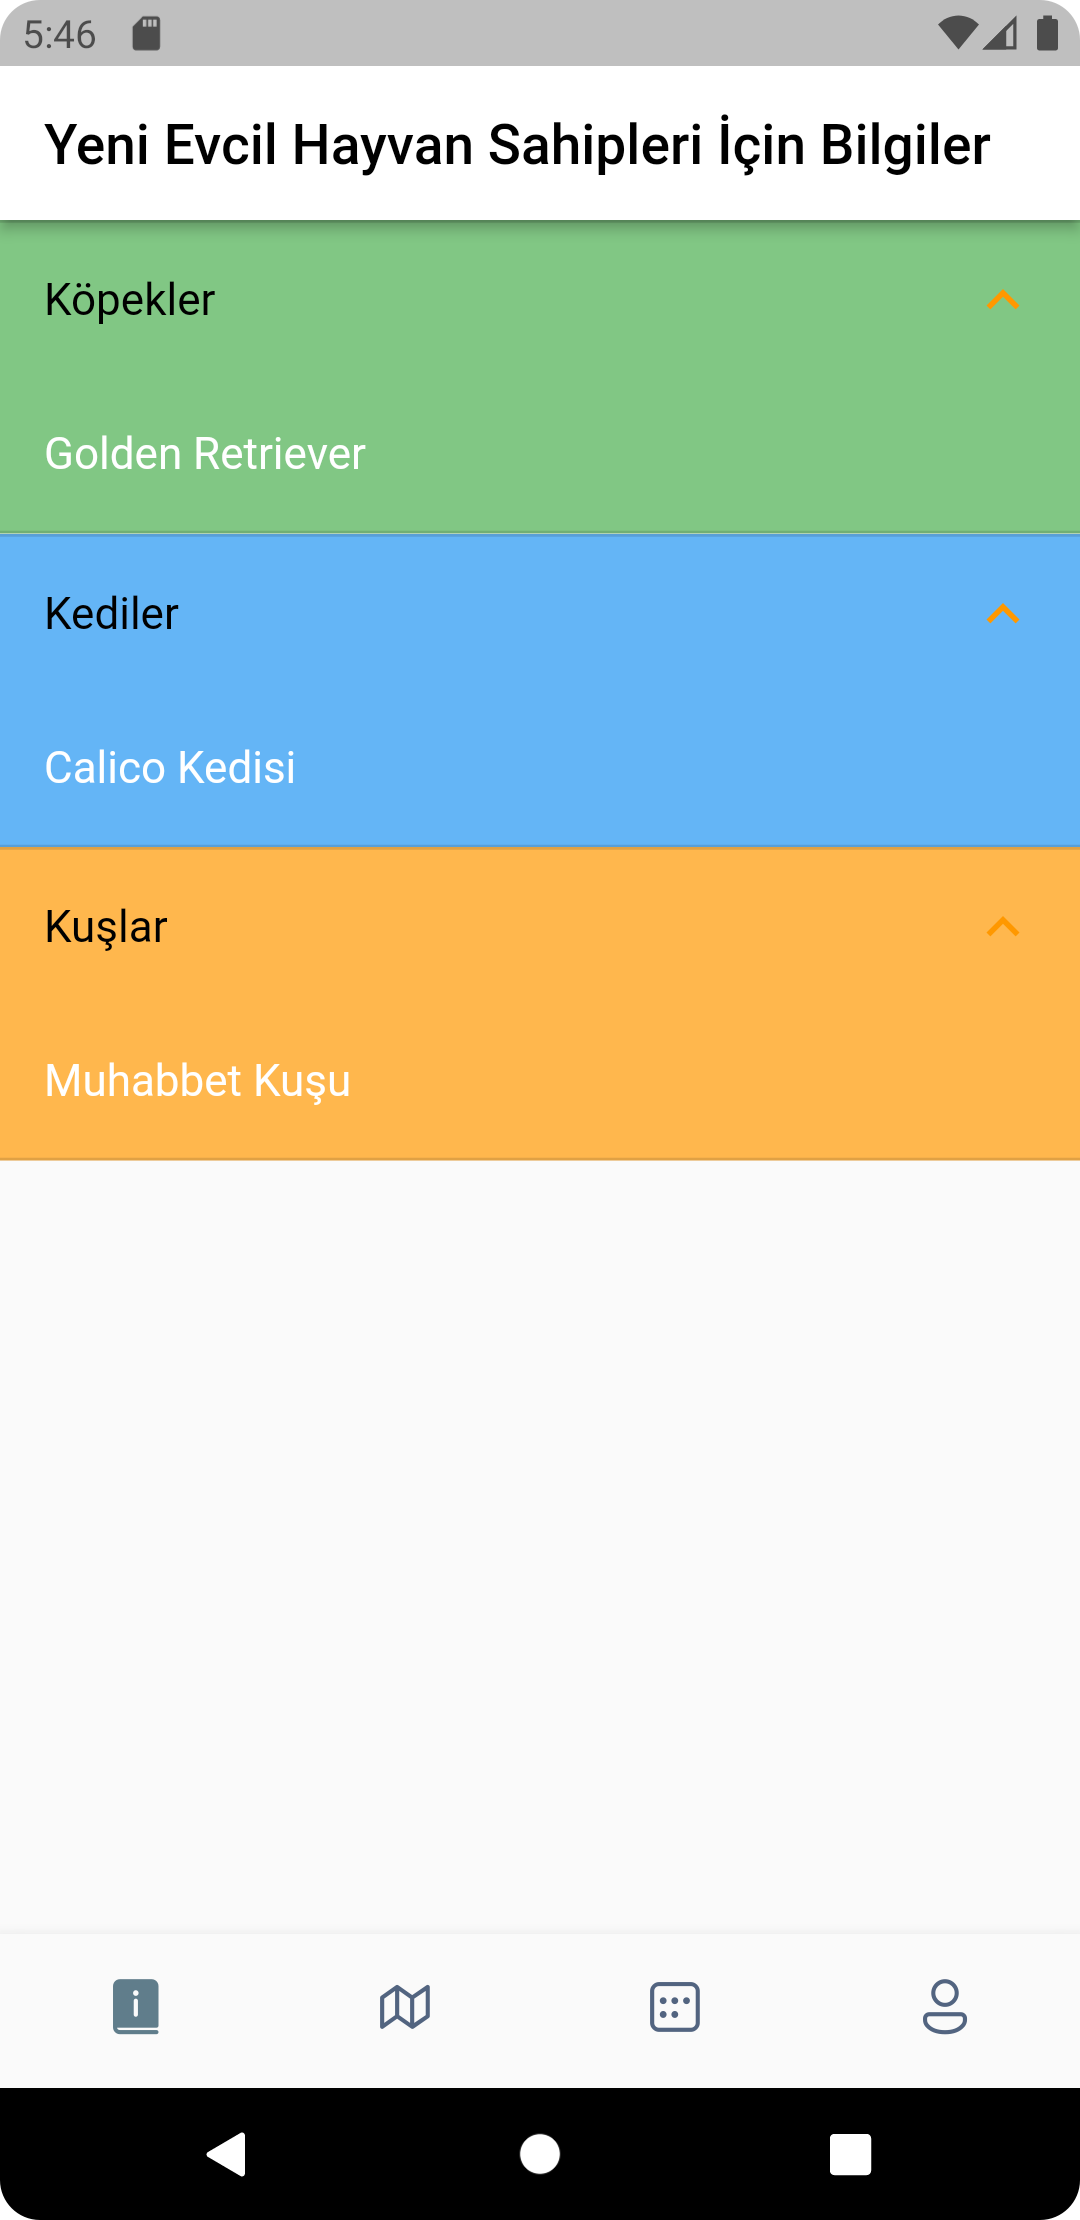 5:46
Yeni Evcil Hayvan Sahipleri İçin Bilgiler
Köpekler
Golden Retriever
Kediler
Calico Kedisi
Kuşlar
Muhabbet Kuşu